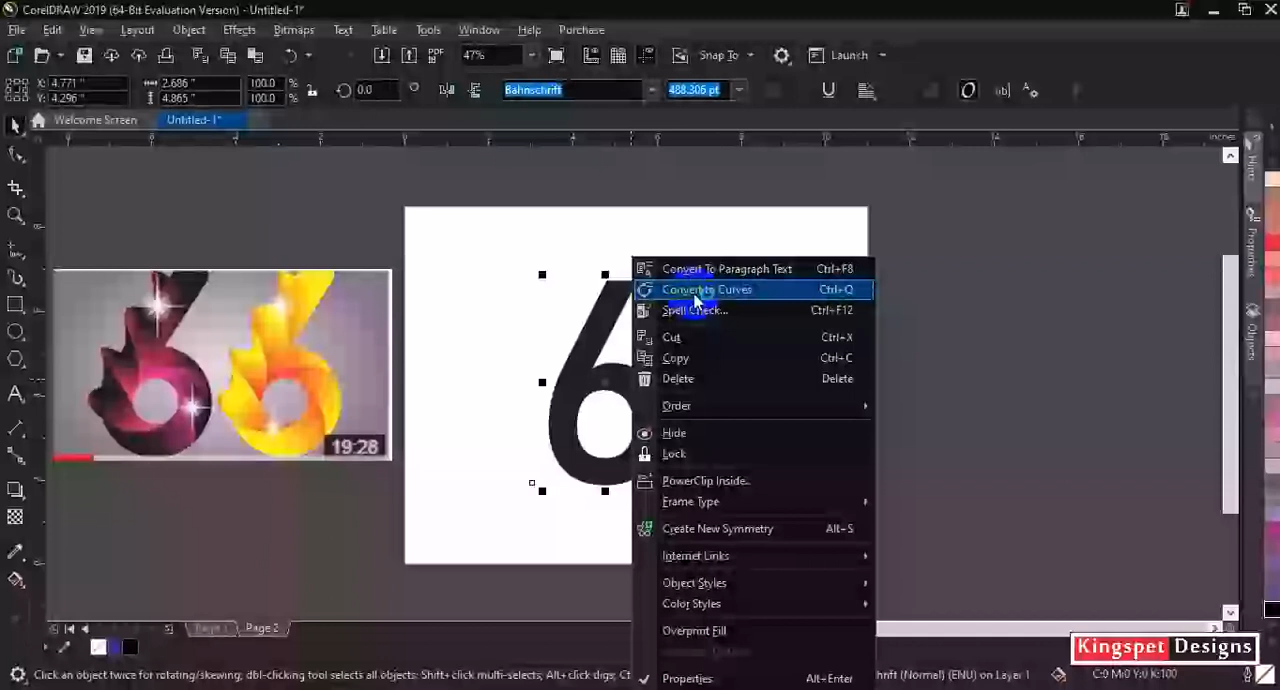 CorelDRAW 2019 (64-Bit Evaluation Version) - Untitled-1*
File Edit View Layout Object Effects Bitmaps Text Table Tools Window Help Purchase
PDF 47% Snap To Launch
X: 4.771 " 2.686 " 100.0 % 0.0 ° Bahnschrift 488.306 pt
Y: 4.296 " 4.865 " 100.0 %
Welcome Screen Untitled-1*
inches
Hints
Properties
Objects
6
19:28
Convert To Paragraph Text Ctrl+F8
Convert to Curves Ctrl+Q
Spell Check... Ctrl+F12
Cut Ctrl+X
Copy Ctrl+C
Delete Delete
Order
Hide
Lock
PowerClip Inside...
Frame Type
Create New Symmetry Alt+S
Internet Links
Object Styles
Color Styles
Overprint Fill
Properties Alt+Enter
Page 2
Kingspet Designs
Click an object twice for rotating/skewing; dbl-clicking tool selects all objects; Shift+click multi-selects; Alt+click digs; (Normal) (ENU) on Layer 1 C:0 M:0 Y:0 K:100